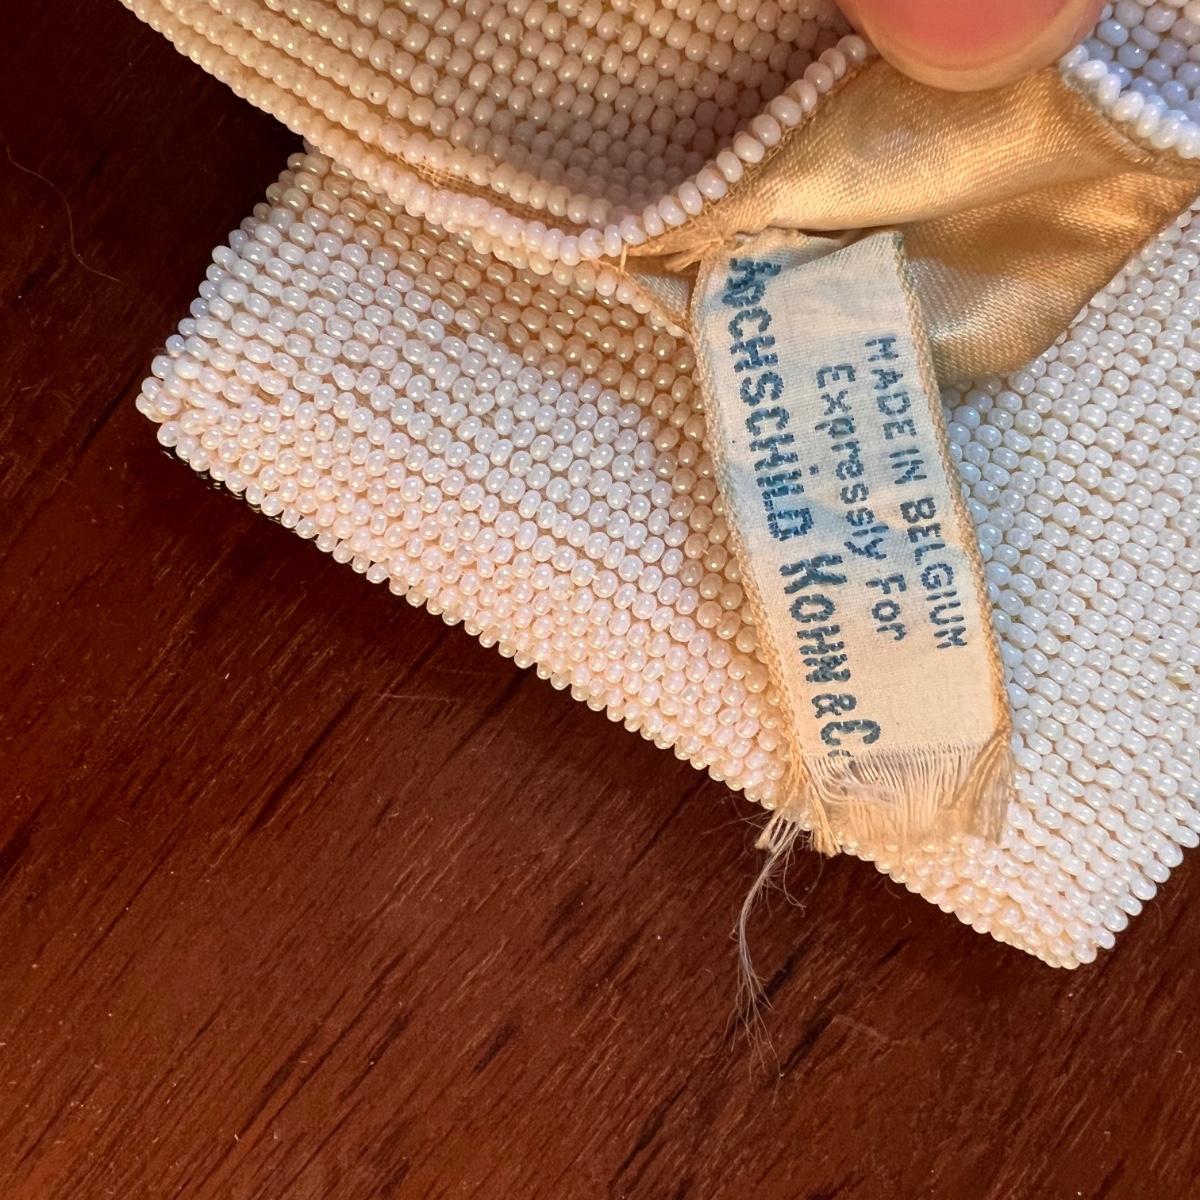 MADE IN BELGIUM
Expressly For
HOCHSCHILD KOHN & Co